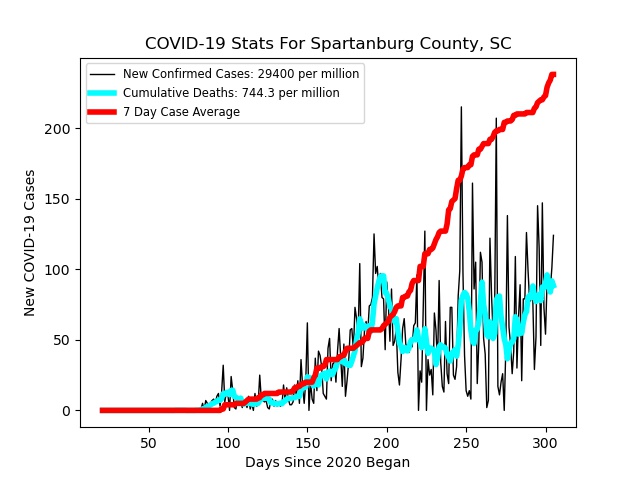 COVID-19 Stats For Spartanburg County, SC
New Confirmed Cases: 29400 per million
Cumulative Deaths: 744.3 per million
7 Day Case Average
New COVID-19 Cases
200
150
100
50
0
50 100 150 200 250 300
Days Since 2020 Began